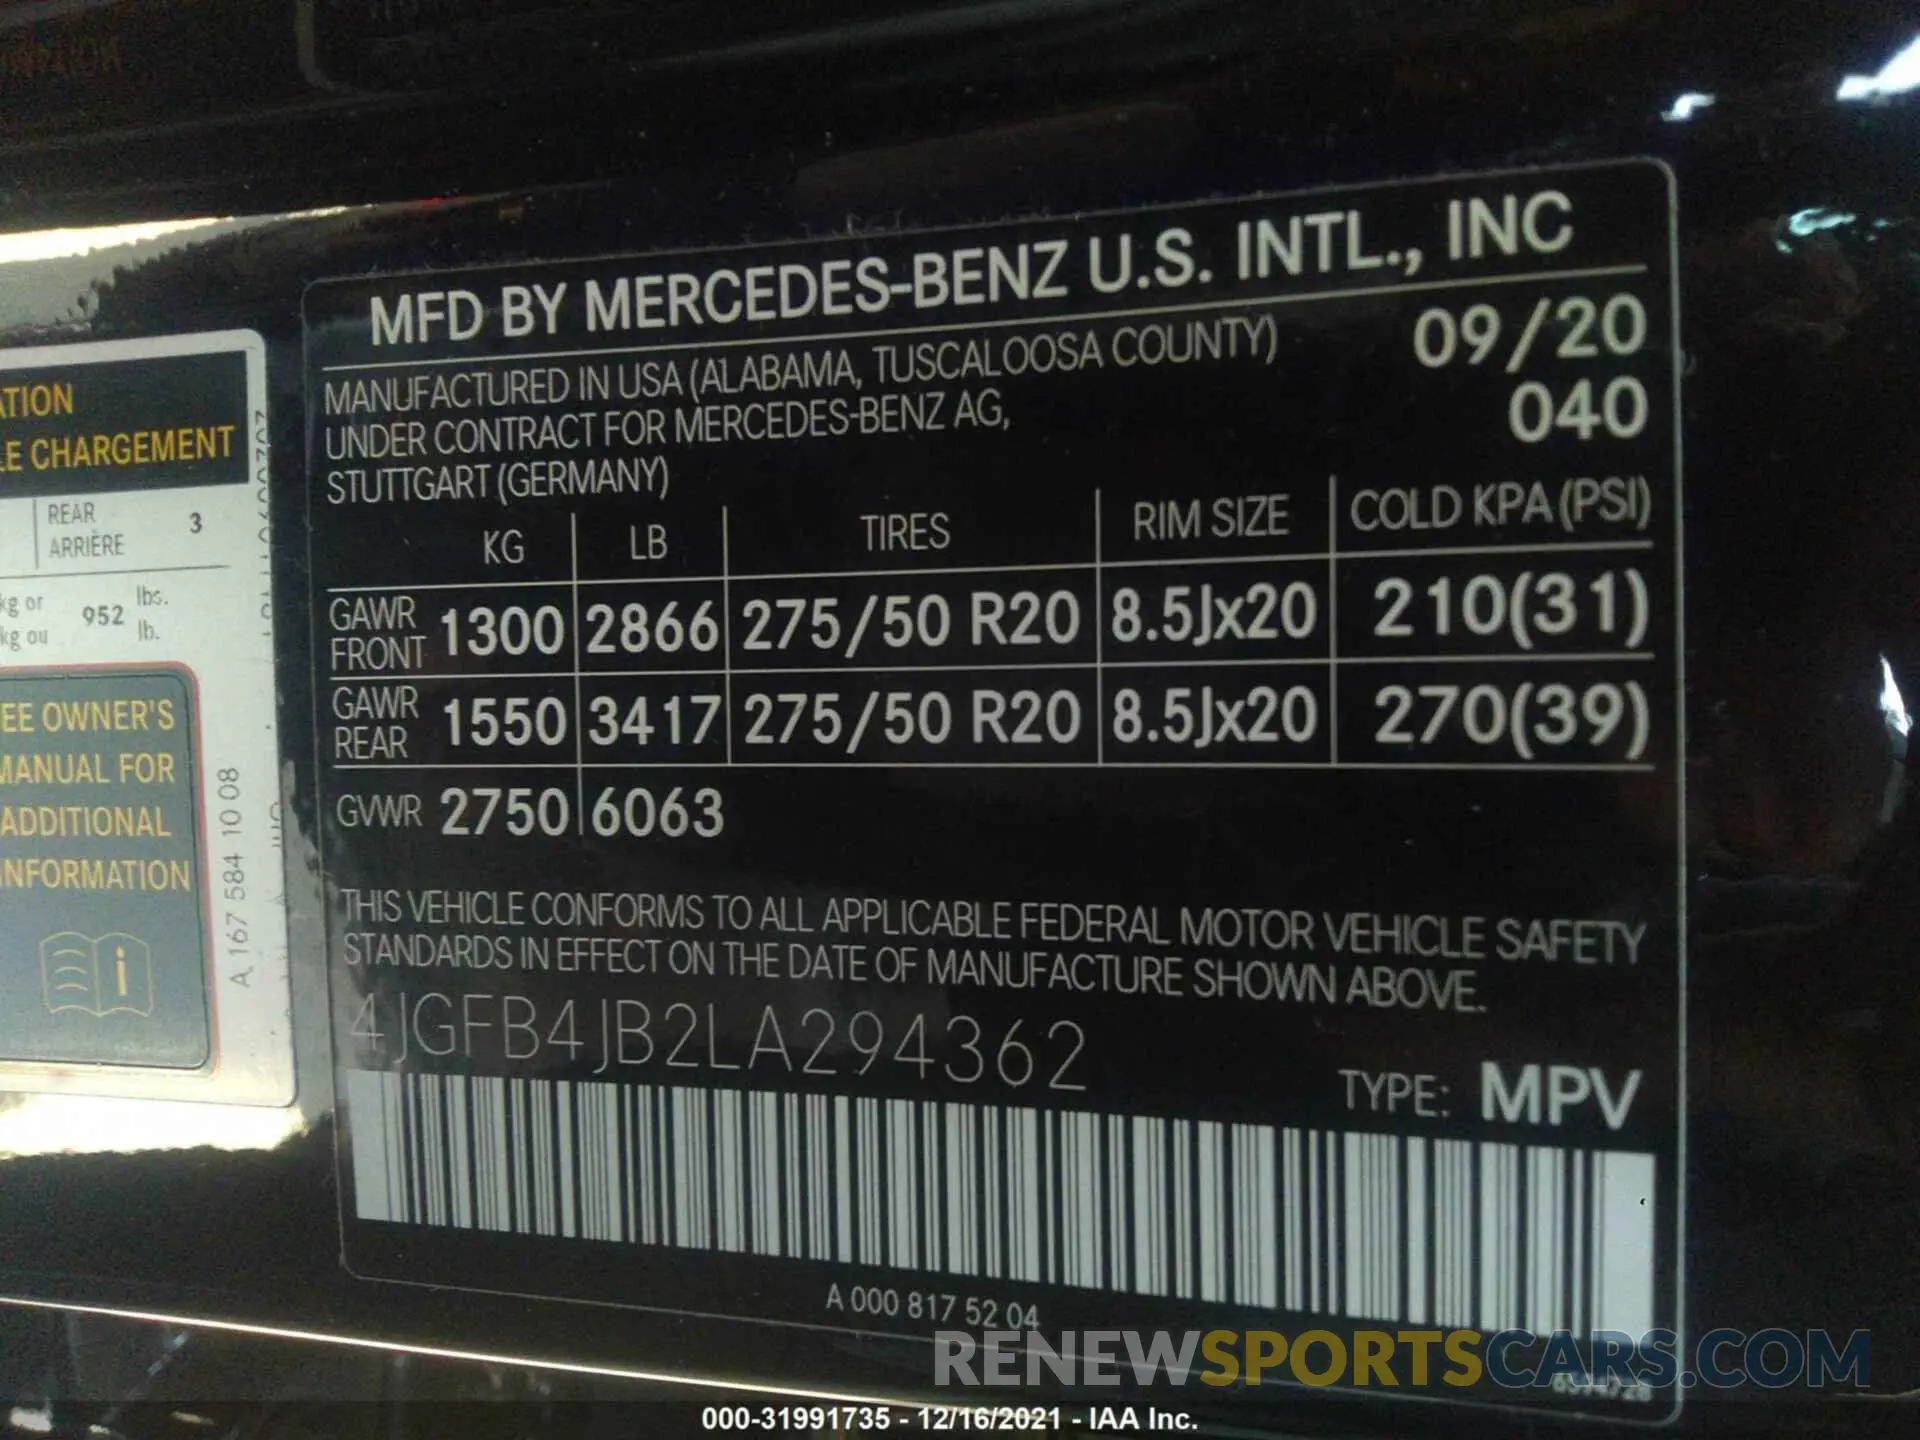 MFD BY MERCEDES-BENZ U.S. INTL., INC
MANUFACTURED IN USA (ALABAMA, TUSCALOOSA COUNTY)
UNDER CONTRACT FOR MERCEDES-BENZ AG,
STUTTGART (GERMANY)
09/20
040
KG LB TIRES RIM SIZE COLD KPA (PSI)
GAWR FRONT 1300 2866 275/50 R20 8.5Jx20 210(31)
GAWR REAR 1550 3417 275/50 R20 8.5Jx20 270(39)
GVWR 2750 6063
THIS VEHICLE CONFORMS TO ALL APPLICABLE FEDERAL MOTOR VEHICLE SAFETY
STANDARDS IN EFFECT ON THE DATE OF MANUFACTURE SHOWN ABOVE.
4JGFB4JB2LA294362
TYPE: MPV
A 000 817 52 04
ATION
LE CHARGEMENT
REAR 3
ARRIÈRE
kg or 952 lbs.
kg ou lb.
EE OWNER'S
MANUAL FOR
ADDITIONAL
INFORMATION
A 167 584 10 08
RENEWSPORTSCARS.COM
000-31991735 - 12/16/2021 - IAA Inc.